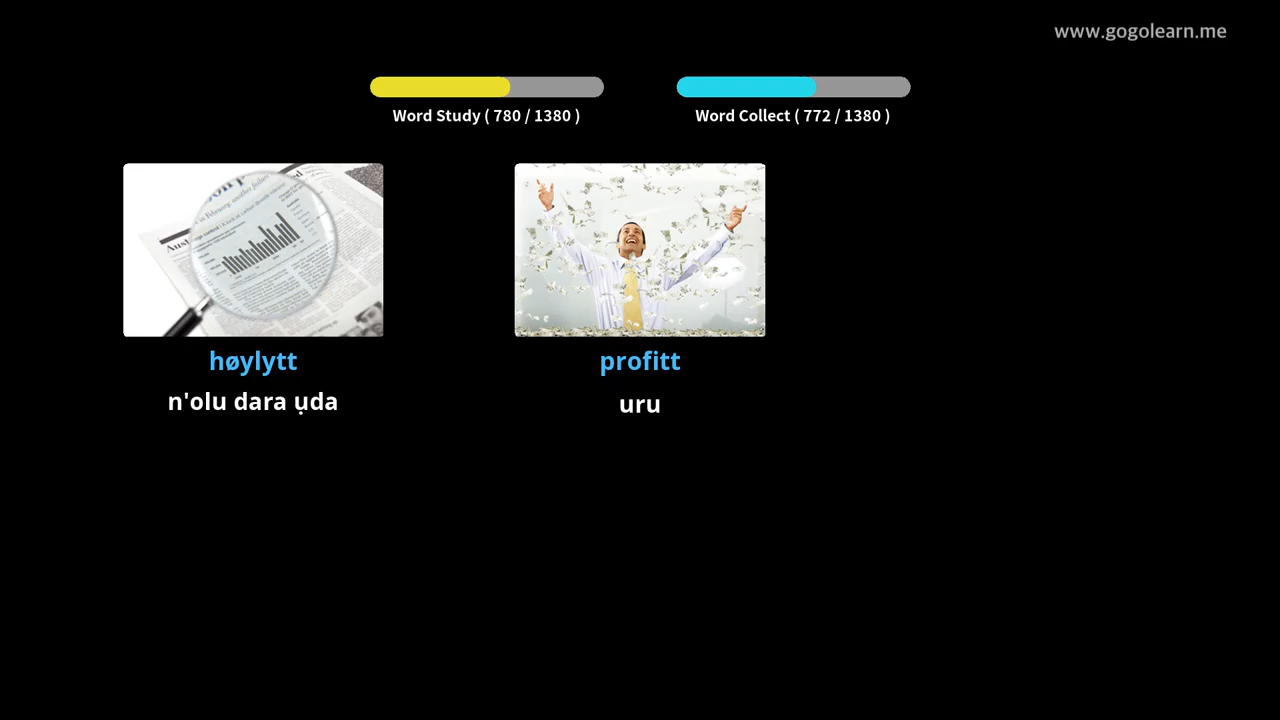 www.gogolearn.me
Word Study ( 780 / 1380 )
Word Collect ( 772 / 1380 )
høylytt
profitt
n'olu dara ụda
uru